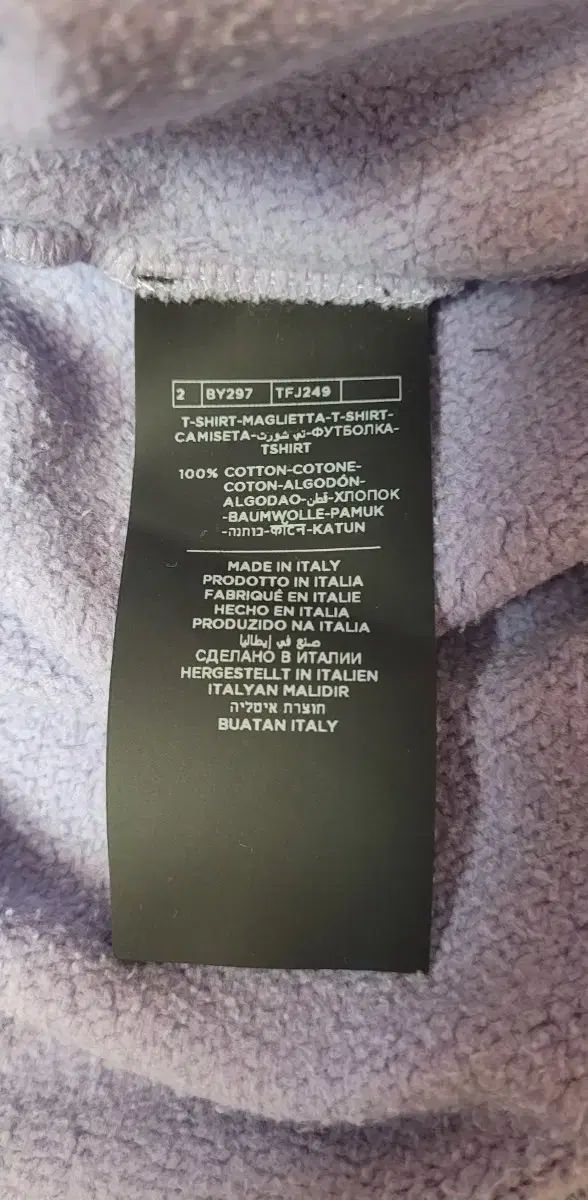 2 BY297 TFJ249
T-SHIRT-MAGLIETTA-T-SHIRT-
CAMISETA-تي شورت-ФУТБОЛКА-
TSHIRT
100% COTTON-COTONE-
COTON-ALGODÓN-
ALGODAO-قطن-ХЛОПОК
-BAUMWOLLE-PAMUK
-כותנה-कॉटन-KATUN
MADE IN ITALY
PRODOTTO IN ITALIA
FABRIQUÉ EN ITALIE
HECHO EN ITALIA
PRODUZIDO NA ITALIA
صنع في إيطاليا
СДЕЛАНО В ИТАЛИИ
HERGESTELLT IN ITALIEN
ITALYAN MALIDIR
תוצרת איטליה
BUATAN ITALY